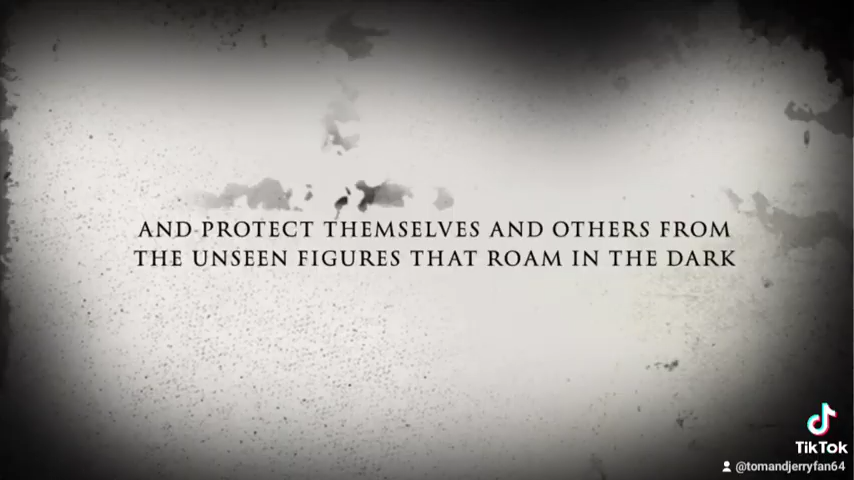 AND PROTECT THEMSELVES AND OTHERS FROM
THE UNSEEN FIGURES THAT ROAM IN THE DARK
TikTok
@tomandjerryfan64